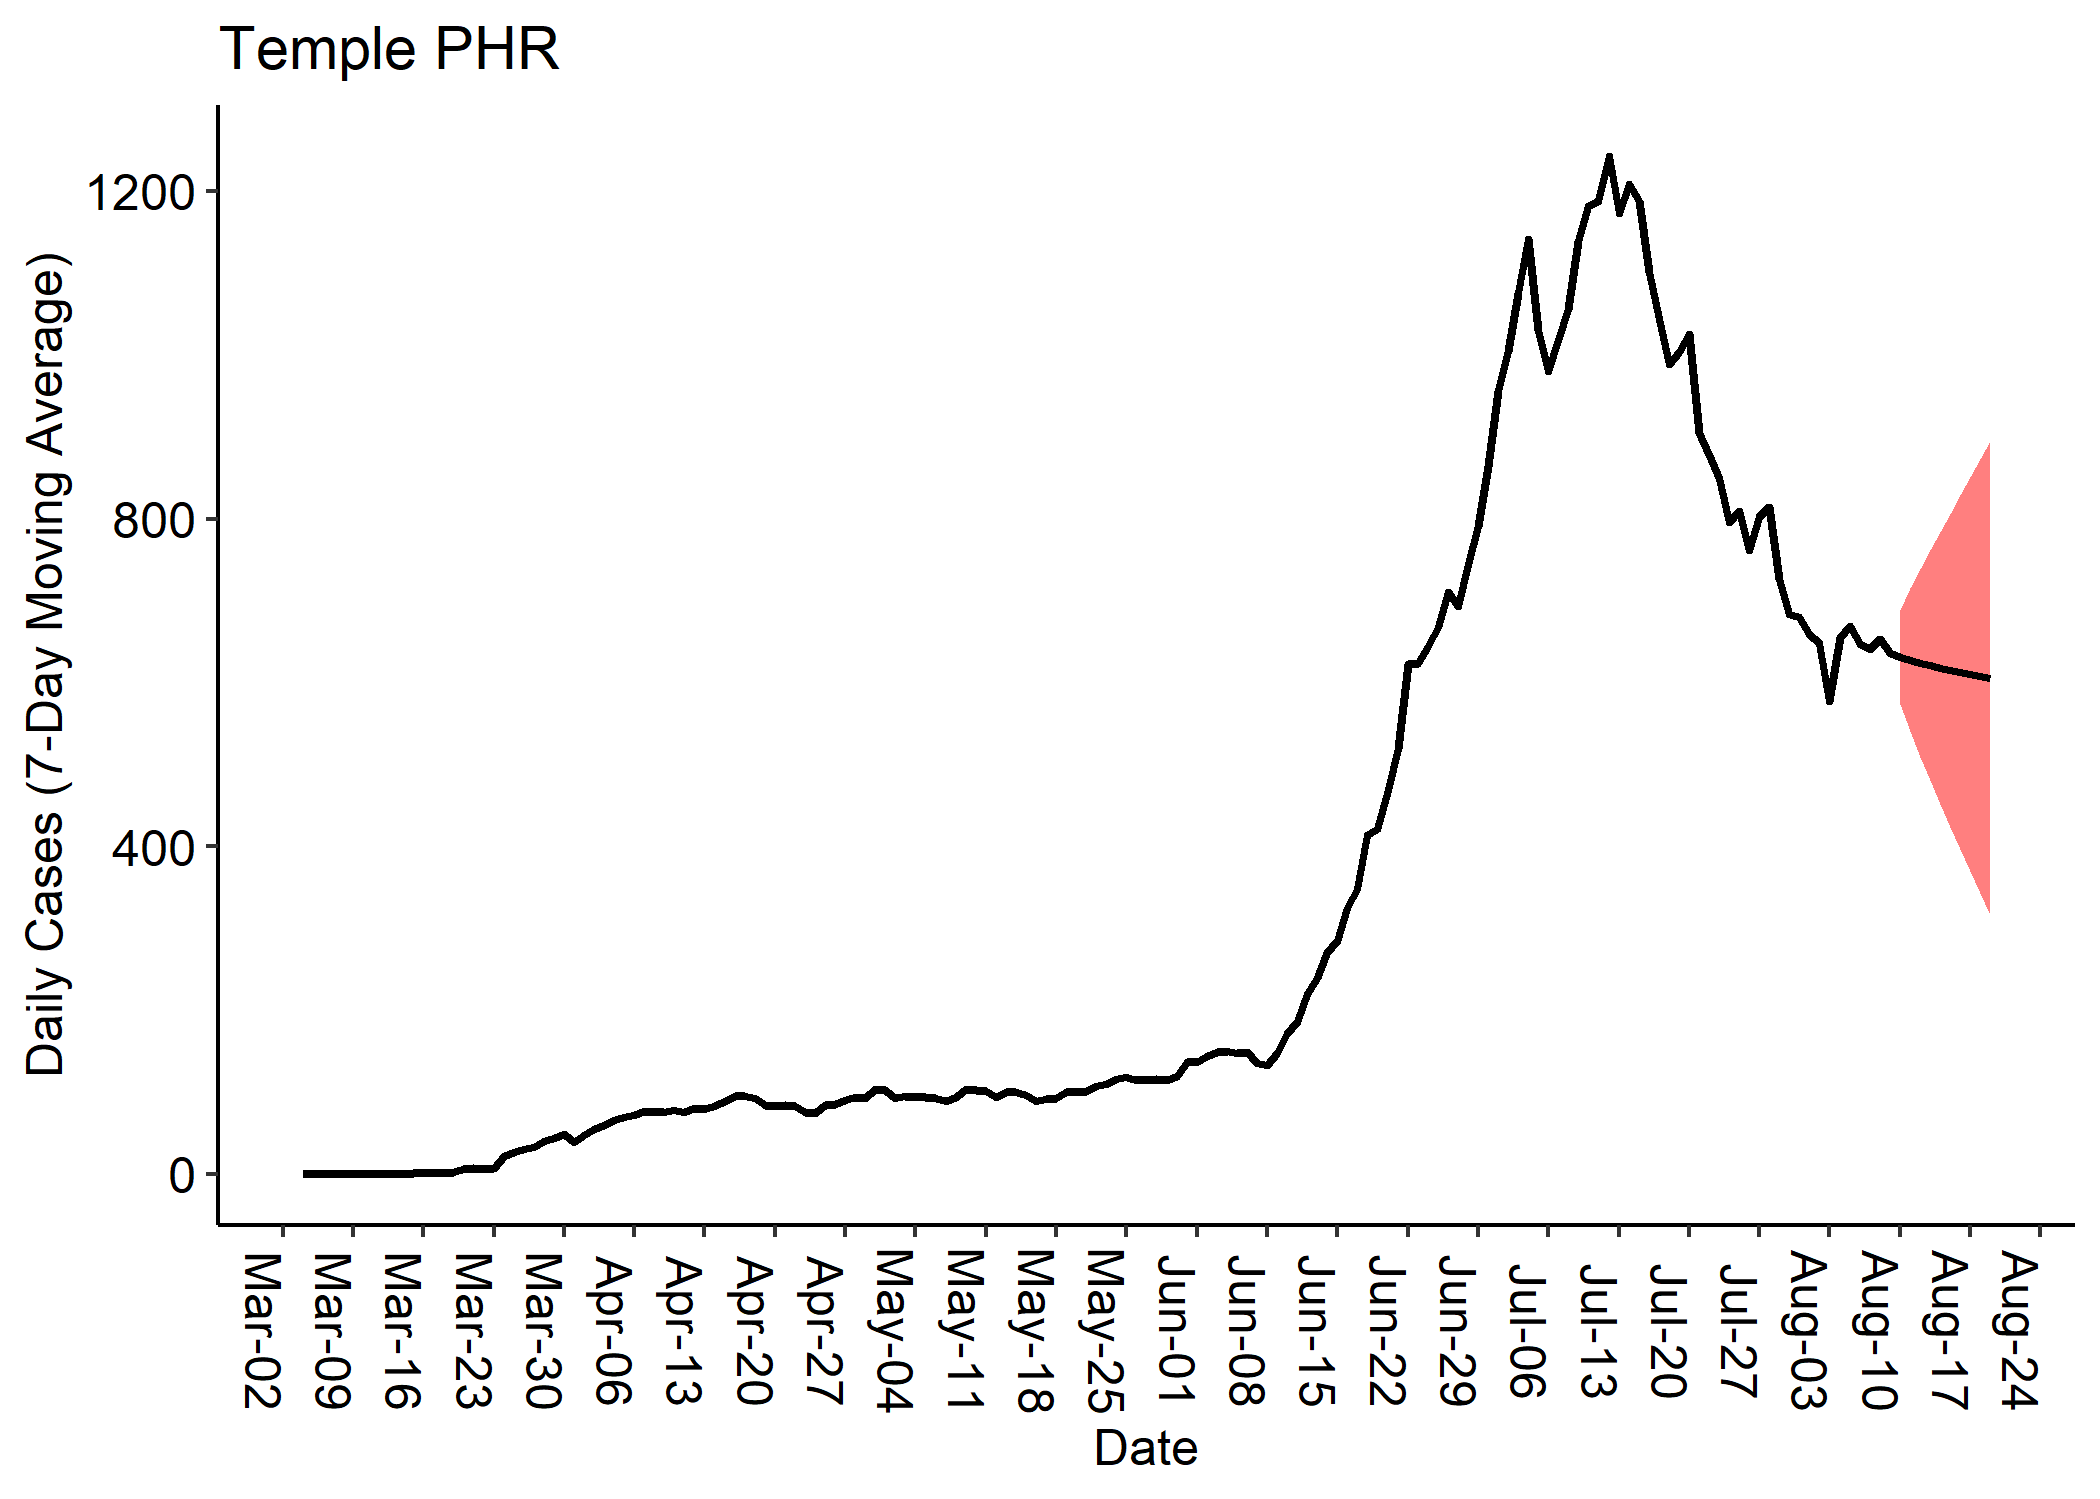 Temple PHR
Daily Cases (7-Day Moving Average)
1200
800
400
0
Mar-02
Mar-09
Mar-16
Mar-23
Mar-30
Apr-06
Apr-13
Apr-20
Apr-27
May-04
May-11
May-18
May-25
Jun-01
Jun-08
Jun-15
Jun-22
Jun-29
Jul-06
Jul-13
Jul-20
Jul-27
Aug-03
Aug-10
Aug-17
Aug-24
Date